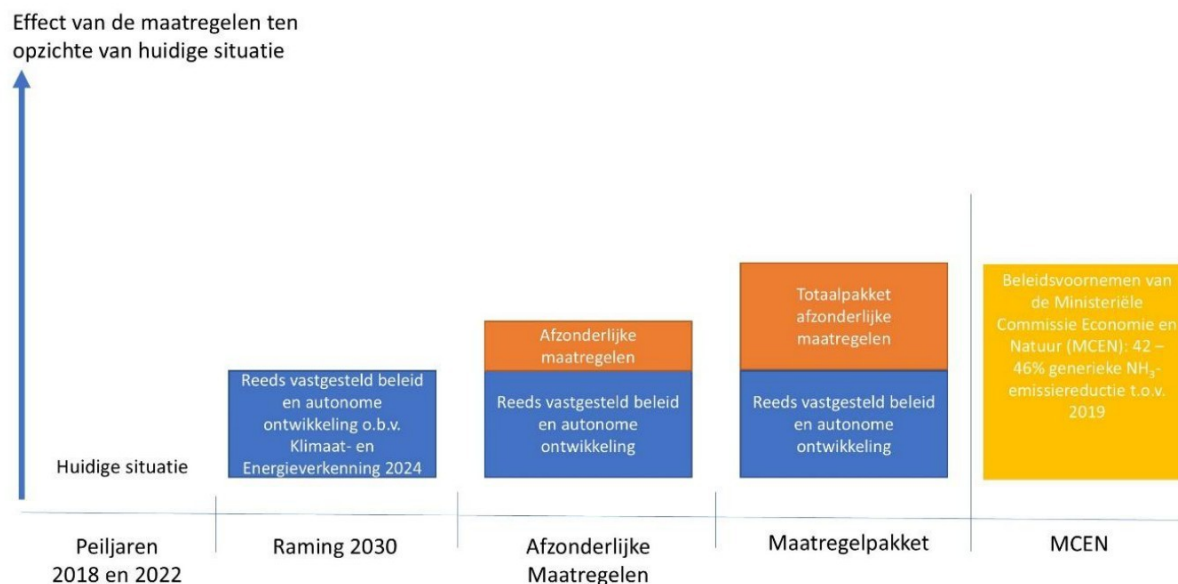 Effect van de maatregelen ten
opzichte van huidige situatie
Huidige situatie
Reeds vastgesteld beleid
en autonome
ontwikkeling o.b.v.
Klimaat- en
Energieverkenning 2024
Afzonderlijke
maatregelen
Reeds vastgesteld beleid
en autonome
ontwikkeling
Totaalpakket
afzonderlijke
maatregelen
Reeds vastgesteld beleid
en autonome
ontwikkeling
Beleidsvoornemen van
de Ministeriële
Commissie Economie en
Natuur (MCEN): 42 –
46% generieke NH₃-
emissiereductie t.o.v.
2019
Peiljaren
2018 en 2022
Raming 2030
Afzonderlijke
Maatregelen
Maatregelpakket
MCEN